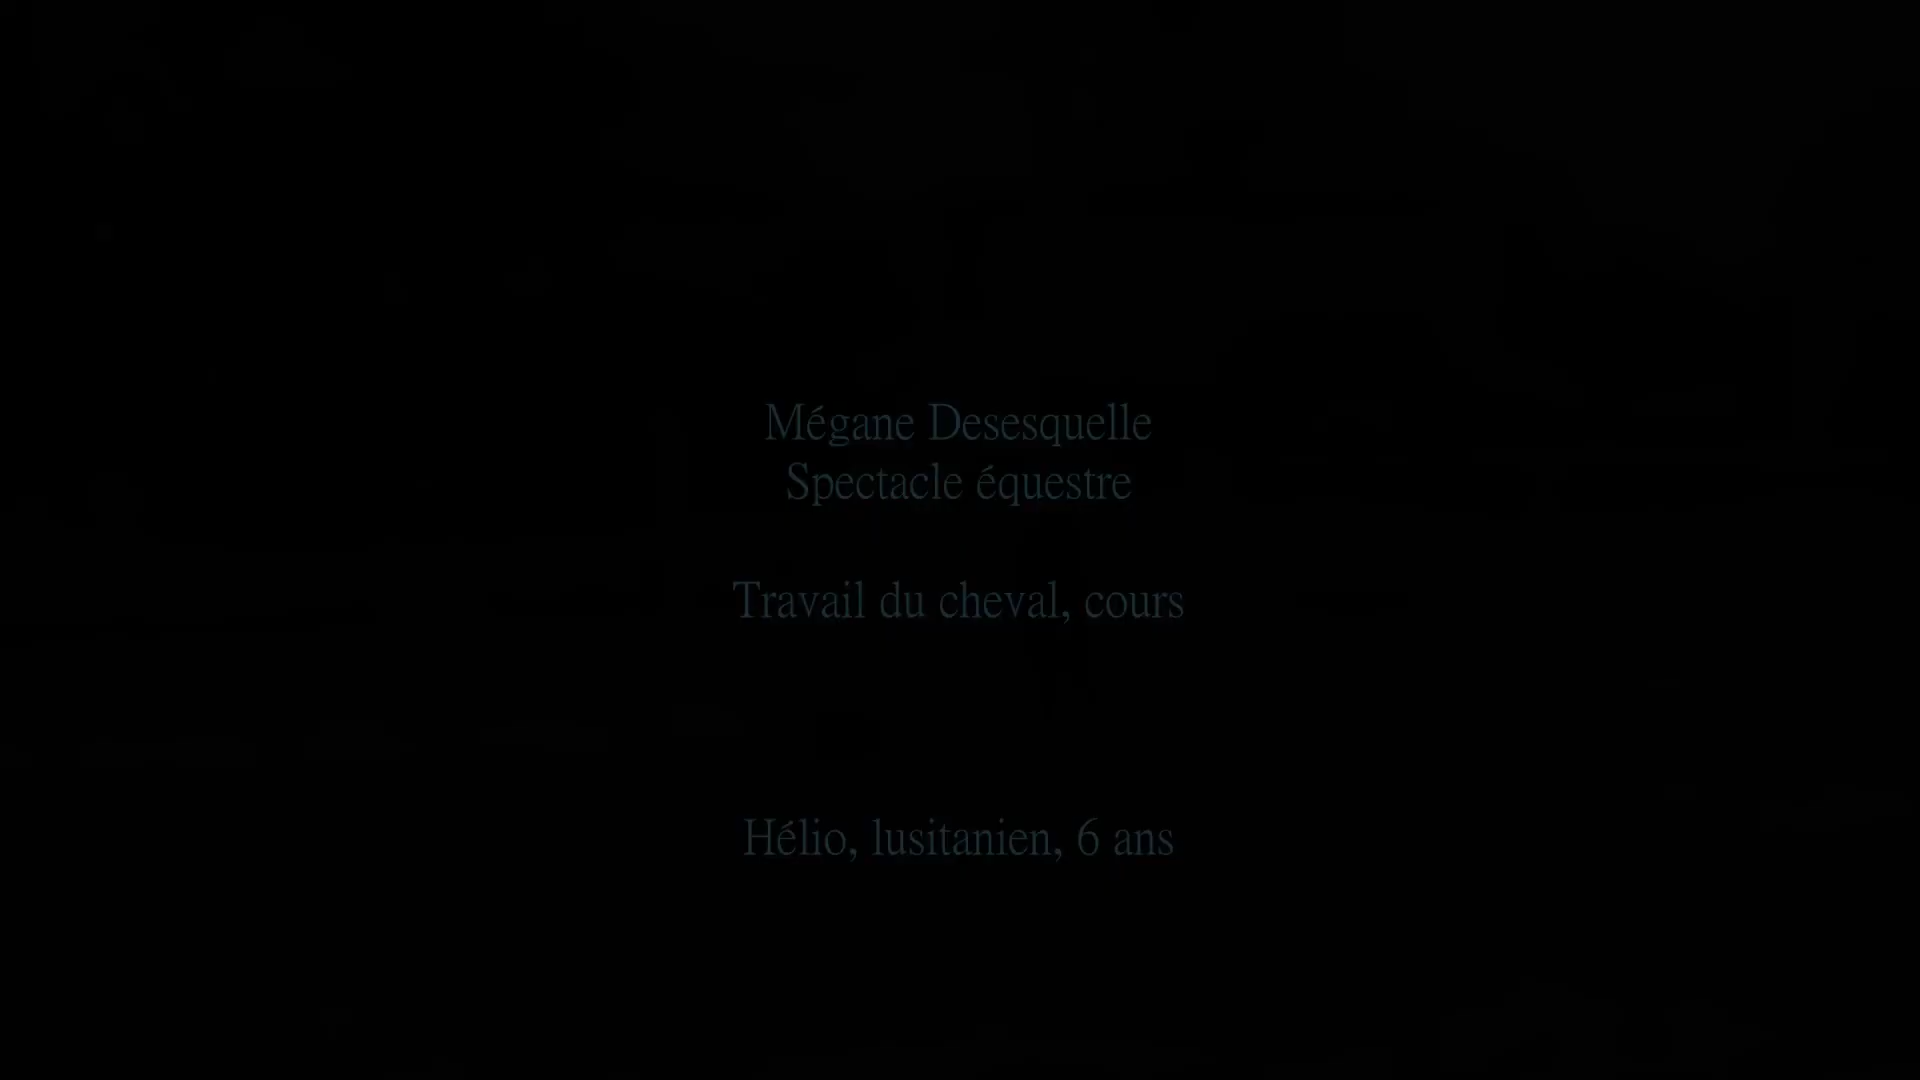 Mégane Desesquelle
Spectacle équestre
Travail du cheval, cours
Hélio, lusitanien, 6 ans